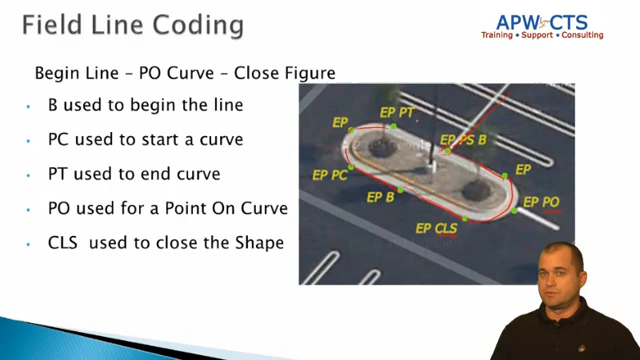 Field Line Coding
APW CTS
Training • Support • Consulting
Begin Line – PO Curve – Close Figure
• B used to begin the line
• PC used to start a curve
• PT used to end curve
• PO used for a Point On Curve
• CLS used to close the Shape
EP PT
EP
EP PS B
EP
EP PC
EP B
EP PO
EP CLS